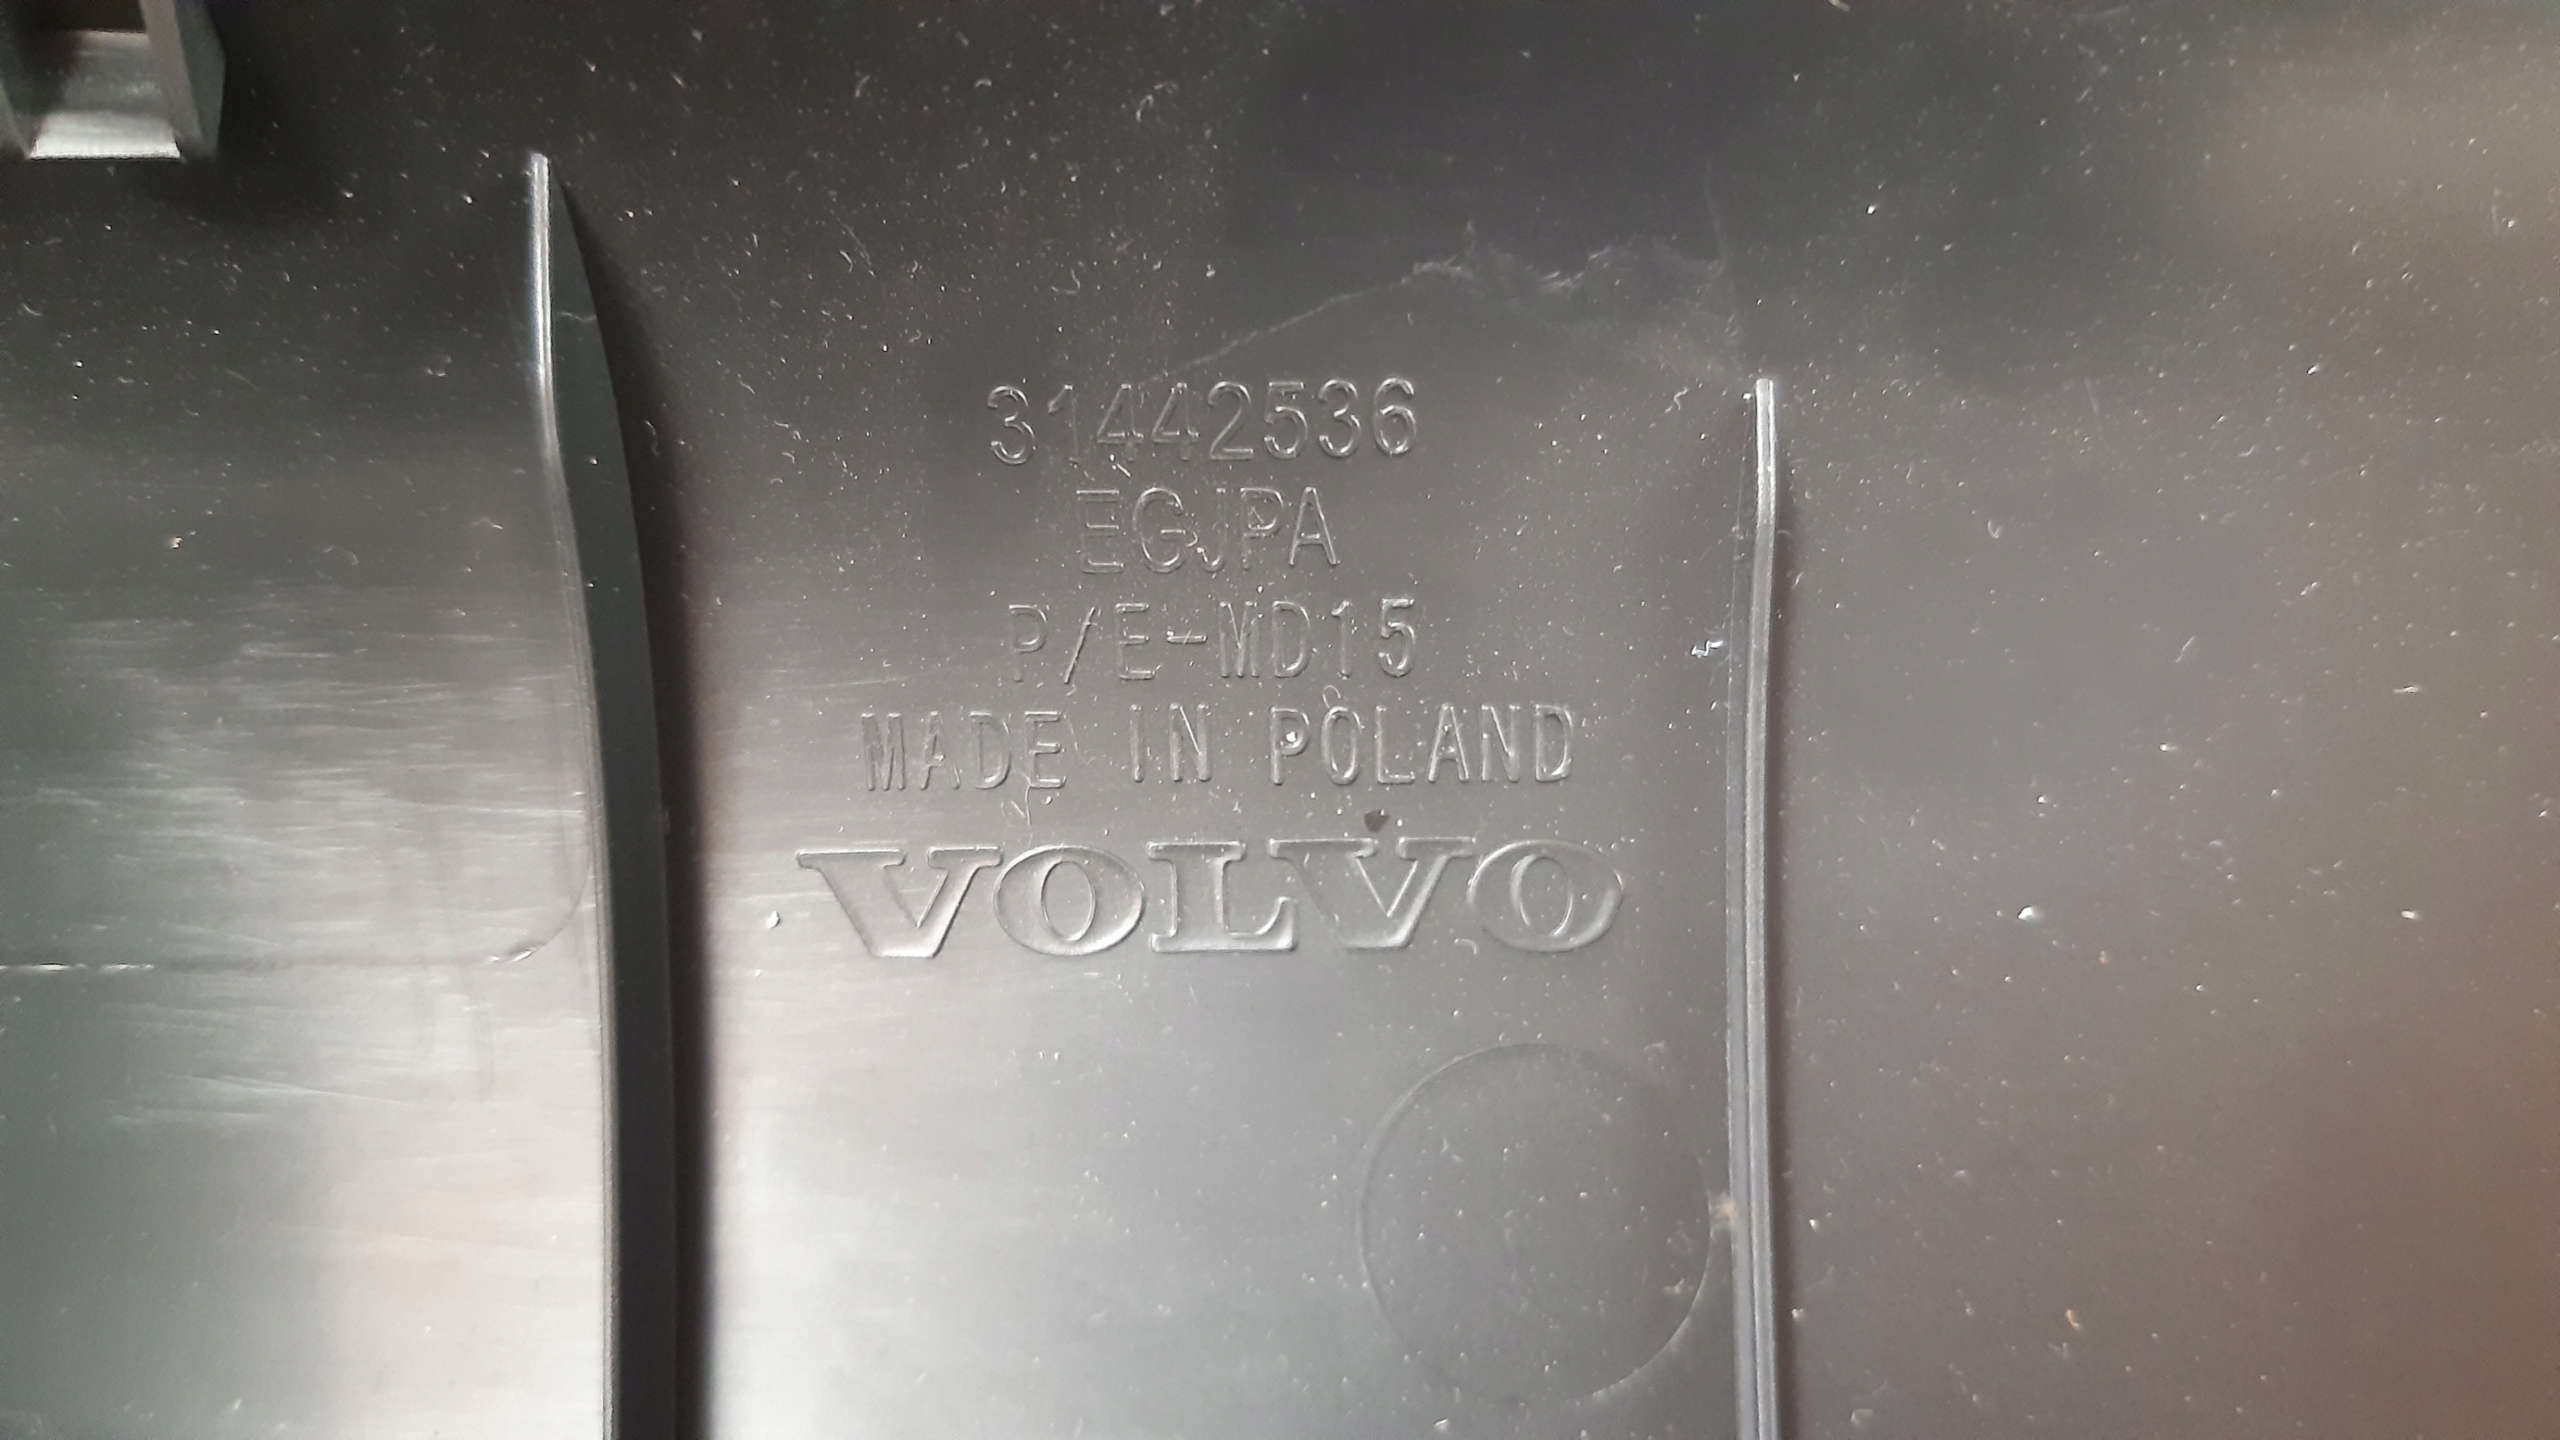 31442536
EGJPA
P/E-MD15
MADE IN POLAND
VOLVO